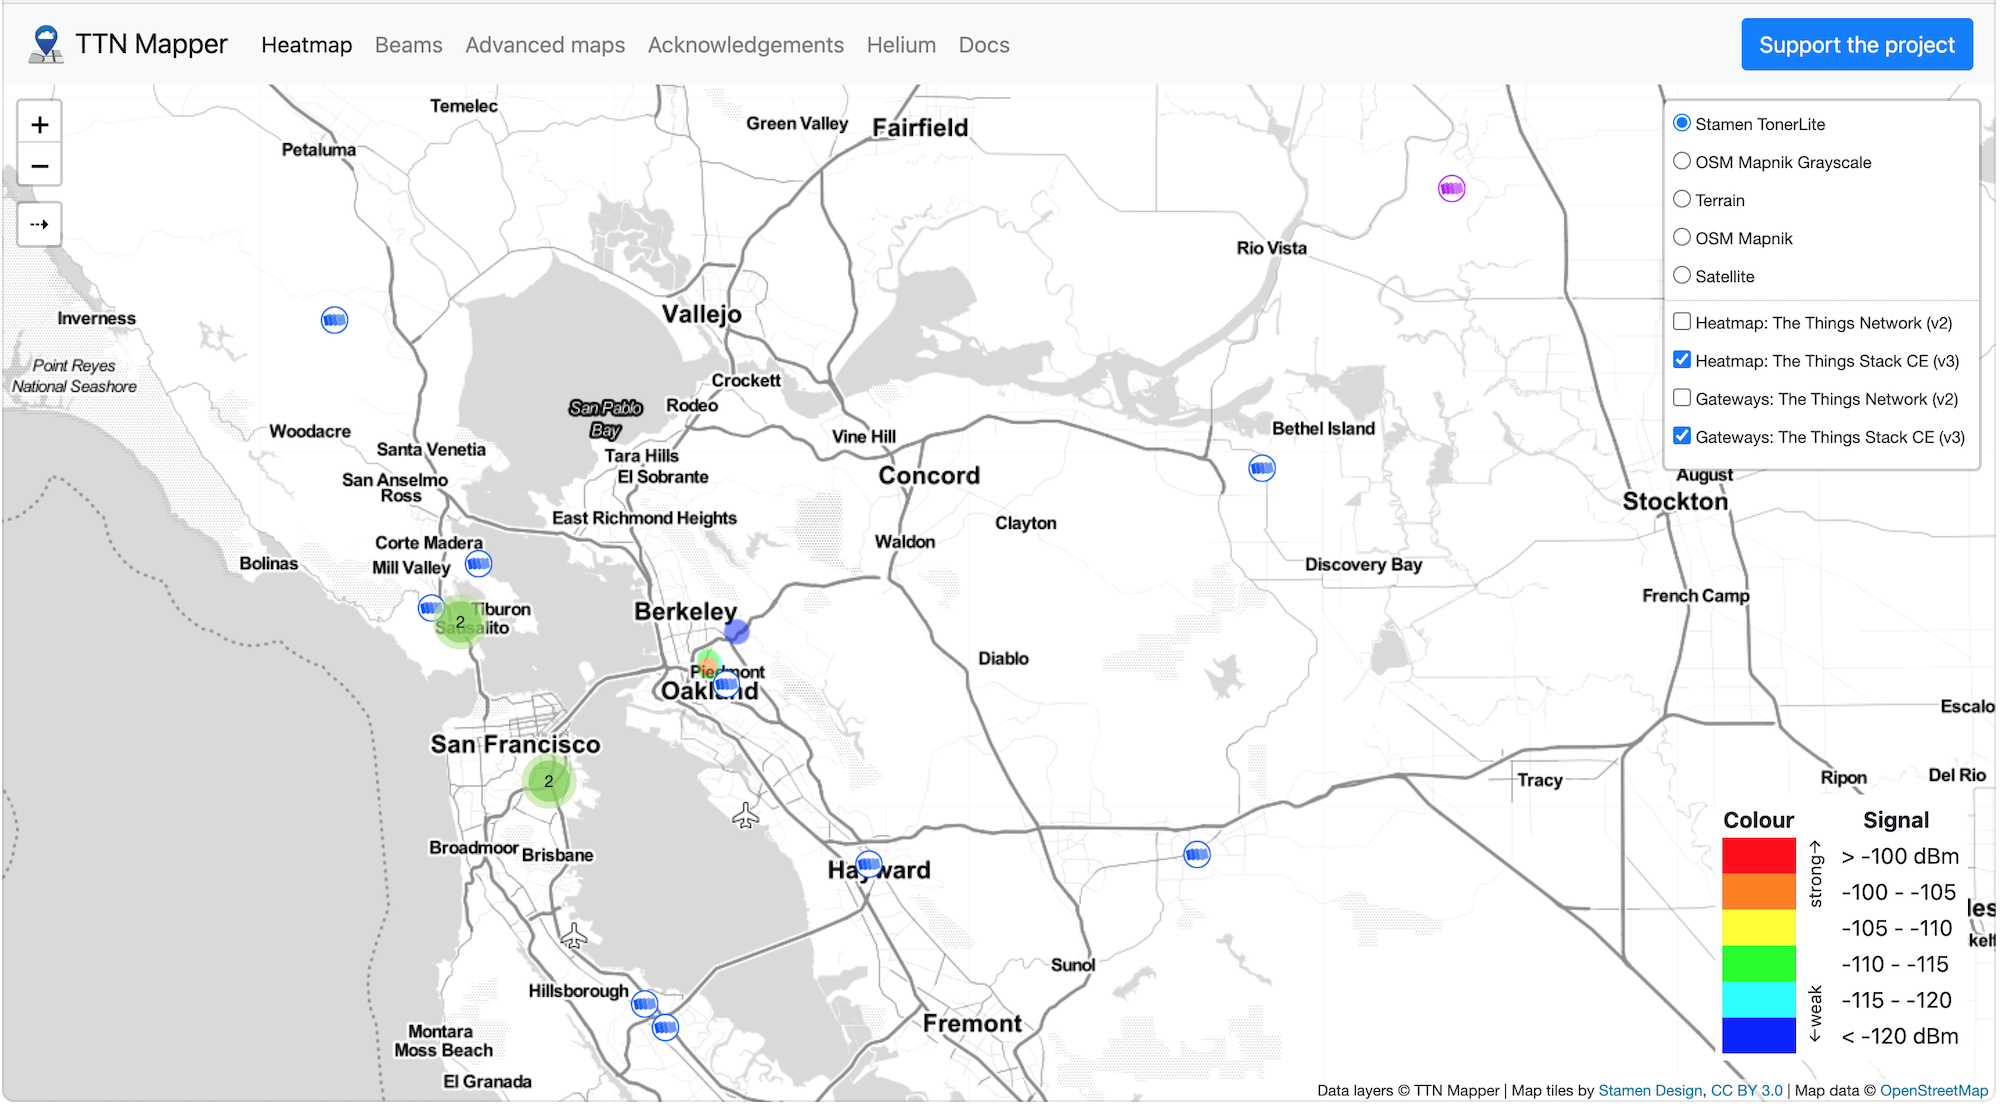 TTN Mapper Heatmap Beams Advanced maps Acknowledgements Helium Docs Support the project
+
−
Stamen TonerLite
OSM Mapnik Grayscale
Terrain
OSM Mapnik
Satellite
Heatmap: The Things Network (v2)
Heatmap: The Things Stack CE (v3)
Gateways: The Things Network (v2)
Gateways: The Things Stack CE (v3)
Temelec
Green Valley
Fairfield
Petaluma
Rio Vista
Vallejo
Inverness
Point Reyes
National Seashore
Crockett
San Pablo
Bay
Rodeo
Woodacre
Santa Venetia
Vine Hill
Bethel Island
Tara Hills
El Sobrante
Concord
San Anselmo
Ross
August
Stockton
East Richmond Heights
Clayton
Corte Madera
Waldon
Mill Valley
Bolinas
Discovery Bay
French Camp
Berkeley
Tiburon
2
Sausalito
Diablo
Piedmont
Oakland
Escalo
San Francisco
2
Tracy
Ripon
Del Rio
Broadmoor
Brisbane
Hayward
Sunol
Hillsborough
Fremont
Montara
Moss Beach
El Granada
les
kelf
Colour Signal
strong→
> -100 dBm
-100 - -105
-105 - -110
-110 - -115
-115 - -120
< -120 dBm
←weak
Data layers © TTN Mapper | Map tiles by Stamen Design, CC BY 3.0 | Map data © OpenStreetMap